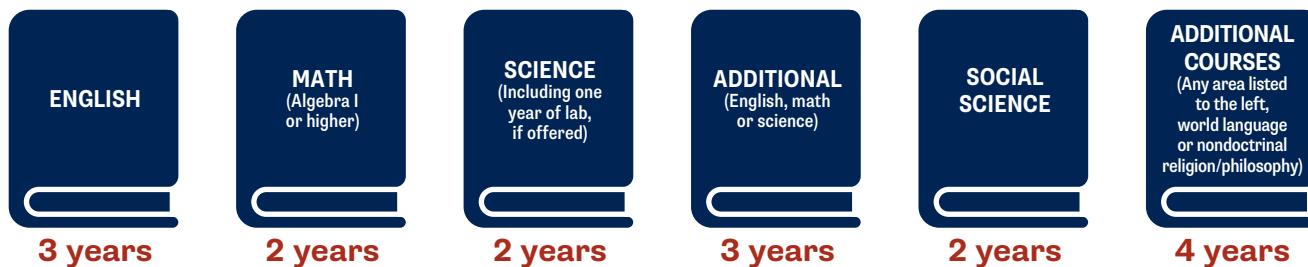 ENGLISH
3 years
MATH
(Algebra I
or higher)
2 years
SCIENCE
(Including one
year of lab,
if offered)
2 years
ADDITIONAL
(English, math
or science)
3 years
SOCIAL
SCIENCE
2 years
ADDITIONAL
COURSES
(Any area listed
to the left,
world language
or nondoctrinal
religion/philosophy)
4 years